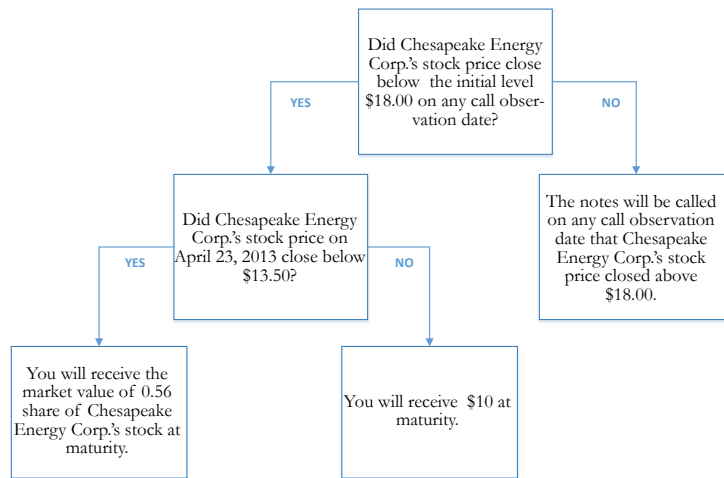 Did Chesapeake Energy
Corp.'s stock price close
below the initial level
$18.00 on any call obser-
vation date?
YES
NO
Did Chesapeake Energy
Corp.'s stock price on
April 23, 2013 close below
$13.50?
The notes will be called
on any call observation
date that Chesapeake
Energy Corp.'s stock
price closed above
$18.00.
YES
NO
You will receive the
market value of 0.56
share of Chesapeake
Energy Corp.'s stock at
maturity.
You will receive $10 at
maturity.